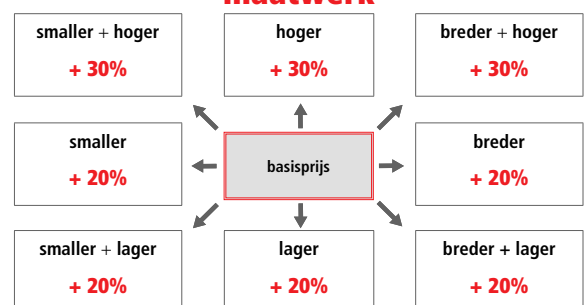 maatwerk
smaller + hoger
+ 30%
hoger
+ 30%
breder + hoger
+ 30%
smaller
+ 20%
basisprijs
breder
+ 20%
smaller + lager
+ 20%
lager
+ 20%
breder + lager
+ 20%